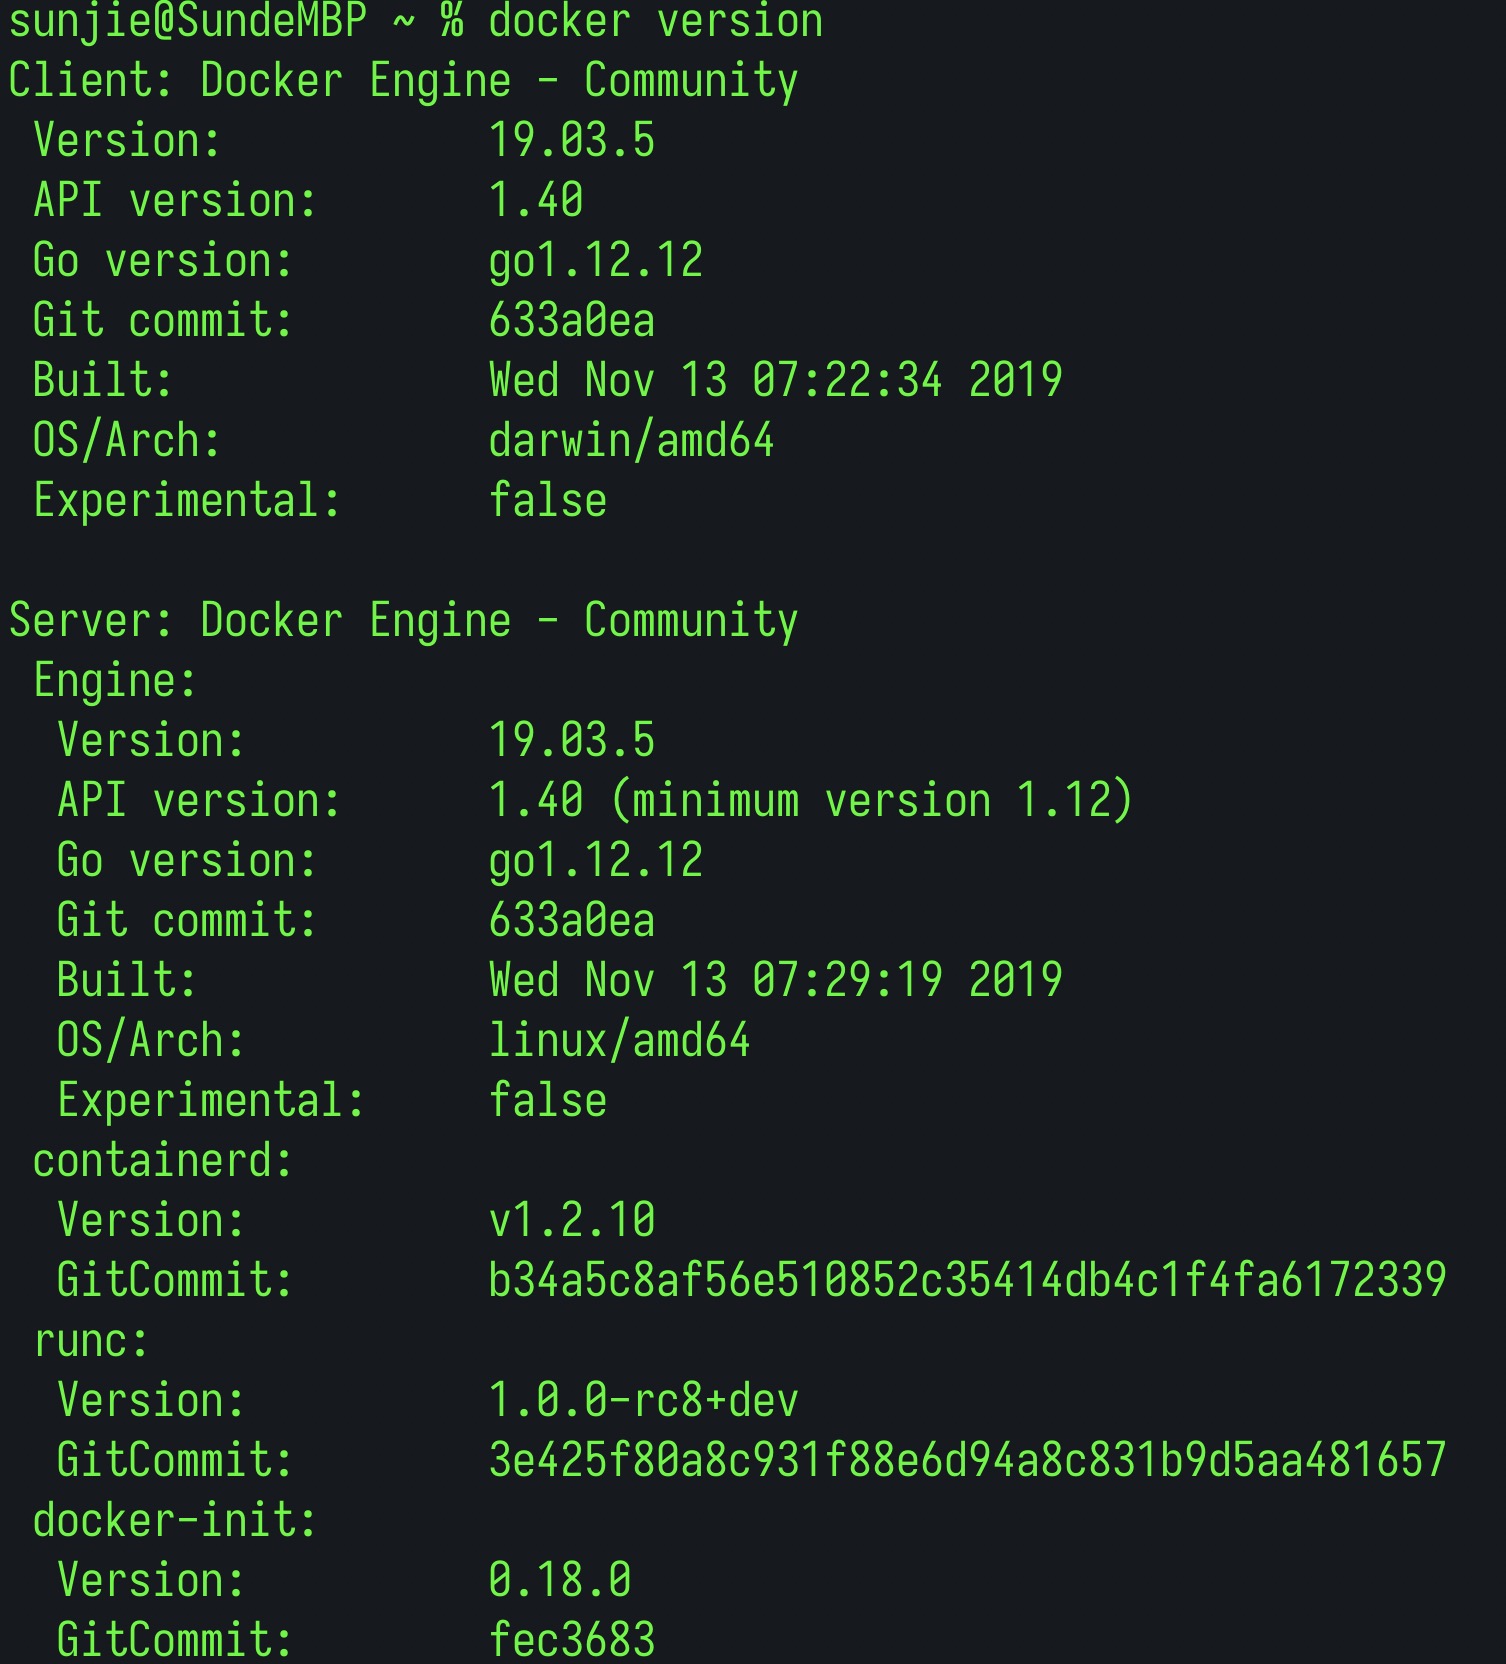 sunjie@SundeMBP ~ % docker version
Client: Docker Engine - Community
 Version:           19.03.5
 API version:       1.40
 Go version:        go1.12.12
 Git commit:        633a0ea
 Built:             Wed Nov 13 07:22:34 2019
 OS/Arch:           darwin/amd64
 Experimental:      false

Server: Docker Engine - Community
 Engine:
  Version:          19.03.5
  API version:      1.40 (minimum version 1.12)
  Go version:       go1.12.12
  Git commit:       633a0ea
  Built:            Wed Nov 13 07:29:19 2019
  OS/Arch:          linux/amd64
  Experimental:     false
 containerd:
  Version:          v1.2.10
  GitCommit:        b34a5c8af56e510852c35414db4c1f4fa6172339
 runc:
  Version:          1.0.0-rc8+dev
  GitCommit:        3e425f80a8c931f88e6d94a8c831b9d5aa481657
 docker-init:
  Version:          0.18.0
  GitCommit:        fec3683